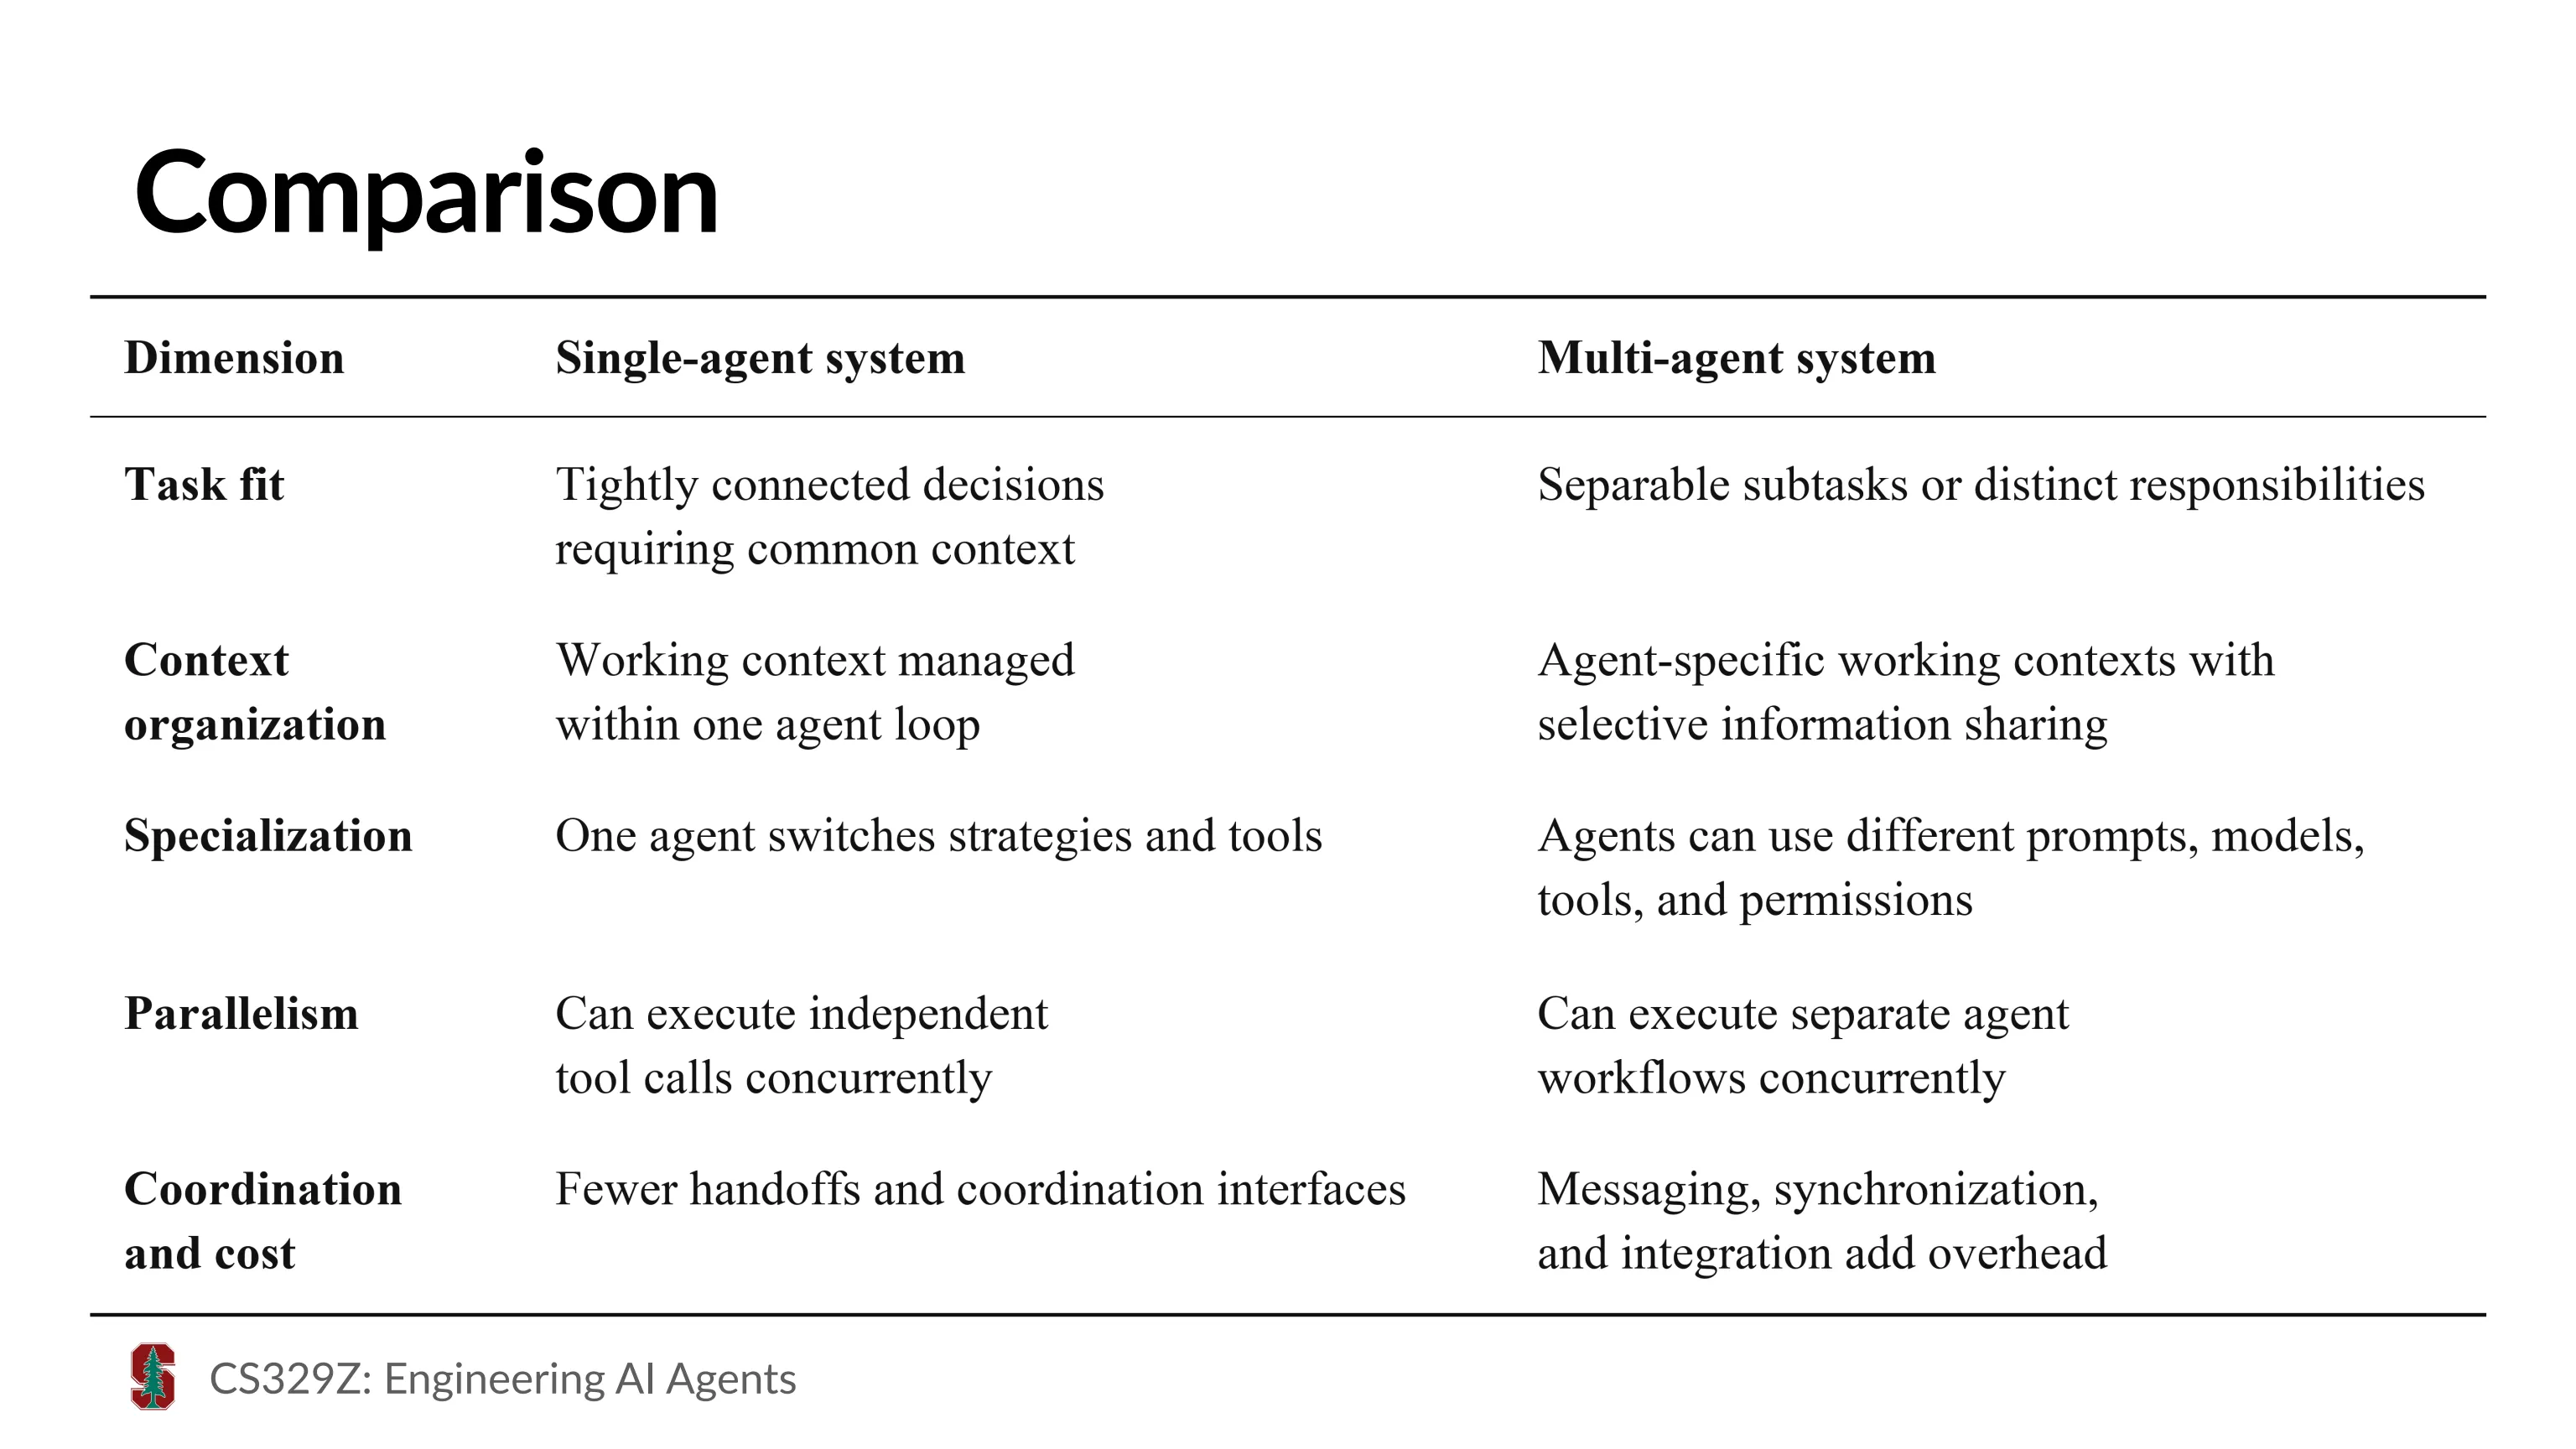 Comparison
Dimension Single-agent system Multi-agent system
Task fit Tightly connected decisions Separable subtasks or distinct responsibilities
requiring common context
Context Working context managed Agent-specific working contexts with
organization within one agent loop selective information sharing
Specialization One agent switches strategies and tools Agents can use different prompts, models,
tools, and permissions
Parallelism Can execute independent Can execute separate agent
tool calls concurrently workflows concurrently
Coordination Fewer handoffs and coordination interfaces Messaging, synchronization,
and cost and integration add overhead
S CS329Z: Engineering AI Agents